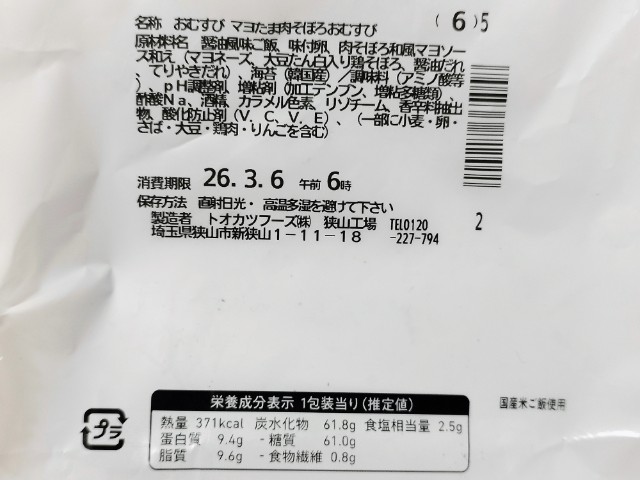 名称 おむすび マヨたま肉そぼろおむすび
(6)5
原材料名 醤油風味ご飯、味付卵、肉そぼろ和風マヨソー
ス和え(マヨネーズ、大豆たん白入り鶏そぼろ、醤油だれ
、てりやきだれ)、海苔(韓国産)/調味料(アミノ酸等
)、pH調整剤、増粘剤(加工デンプン、増粘多糖類)、
酢酸Na、酒精、カラメル色素、リゾチーム、香辛料抽出
物、酸化防止剤(V.C、V.E)、(一部に小麦・卵・
さば・大豆・鶏肉・りんごを含む)
消費期限 26.3.6 午前 6時
保存方法 直射日光・高温多湿を避けて下さい
製造者 トオカツフーズ㈱ 狭山工場 TEL0120
埼玉県狭山市新狭山1-11-18 -227-794
2
栄養成分表示 1包装当り(推定値)
熱量 371kcal 炭水化物 61.8g 食塩相当量 2.5g
蛋白質 9.4g -糖質 61.0g
脂質 9.6g -食物繊維 0.8g
国産米ご飯使用
プラ